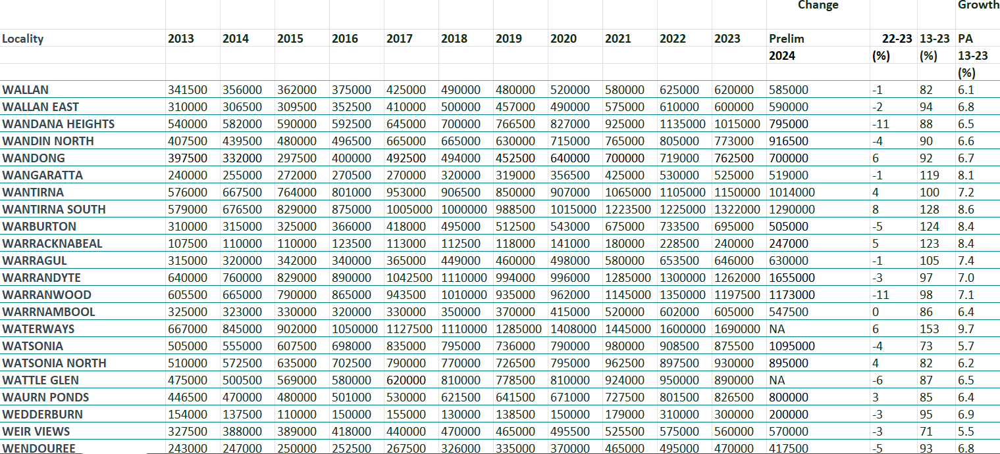 Change Growth
Locality 2013 2014 2015 2016 2017 2018 2019 2020 2021 2022 2023 Prelim 22-23 13-23 PA
2024 (%) (%) 13-23
(%)
WALLAN 341500 356000 362000 375000 425000 490000 480000 520000 580000 625000 620000 585000 -1 82 6.1
WALLAN EAST 310000 306500 309500 352500 410000 500000 457000 490000 575000 610000 600000 590000 -2 94 6.8
WANDANA HEIGHTS 540000 582000 590000 592500 645000 700000 766500 827000 925000 1135000 1015000 795000 -11 88 6.5
WANDIN NORTH 407500 439500 480000 496500 665000 665000 630000 715000 765000 805000 773000 916500 -4 90 6.6
WANDONG 397500 332000 297500 400000 492500 494000 452500 640000 700000 719000 762500 700000 6 92 6.7
WANGARATTA 240000 255000 272000 270500 270000 320000 319000 356500 425000 530000 525000 519000 -1 119 8.1
WANTIRNA 576000 667500 764000 801000 953000 906500 850000 907000 1065000 1105000 1150000 1014000 4 100 7.2
WANTIRNA SOUTH 579000 676500 829000 875000 1005000 1000000 988500 1015000 1223500 1225000 1322000 1290000 8 128 8.6
WARBURTON 310000 315000 325000 366000 418000 495000 512500 543000 675000 733500 695000 505000 -5 124 8.4
WARRACKNABEAL 107500 110000 110000 123500 113000 112500 118000 141000 180000 228500 240000 247000 5 123 8.4
WARRAGUL 315000 320000 342000 340000 365000 449000 460000 498000 580000 653500 646000 630000 -1 105 7.4
WARRANDYTE 640000 760000 829000 890000 1042500 1110000 994000 996000 1285000 1300000 1262000 1655000 -3 97 7.0
WARRANWOOD 605500 665000 790000 865000 943500 1010000 935000 962000 1145000 1350000 1197500 1173000 -11 98 7.1
WARRNAMBOOL 325000 323000 330000 320000 330000 350000 370000 415000 520000 602000 605000 547500 0 86 6.4
WATERWAYS 667000 845000 902000 1050000 1127500 1110000 1285000 1408000 1445000 1600000 1690000 NA 6 153 9.7
WATSONIA 505000 555000 607500 698000 835000 795000 736000 790000 980000 908500 875500 1095000 -4 73 5.7
WATSONIA NORTH 510000 572500 635000 702500 790000 770000 726500 795000 962500 897500 930000 895000 4 82 6.2
WATTLE GLEN 475000 500500 569000 580000 620000 810000 778500 810000 924000 950000 890000 NA -6 87 6.5
WAURN PONDS 446500 470000 480000 501000 530000 621500 641500 671000 727500 801500 826500 800000 3 85 6.4
WEDDERBURN 154000 137500 110000 150000 155000 130000 138500 150000 179000 310000 300000 200000 -3 95 6.9
WEIR VIEWS 327500 388000 389000 418000 440000 470000 465000 495500 525500 575000 560000 570000 -3 71 5.5
WENDOUREE 243000 247000 250000 252500 267500 326000 335000 370000 465000 495000 470000 417500 -5 93 6.8